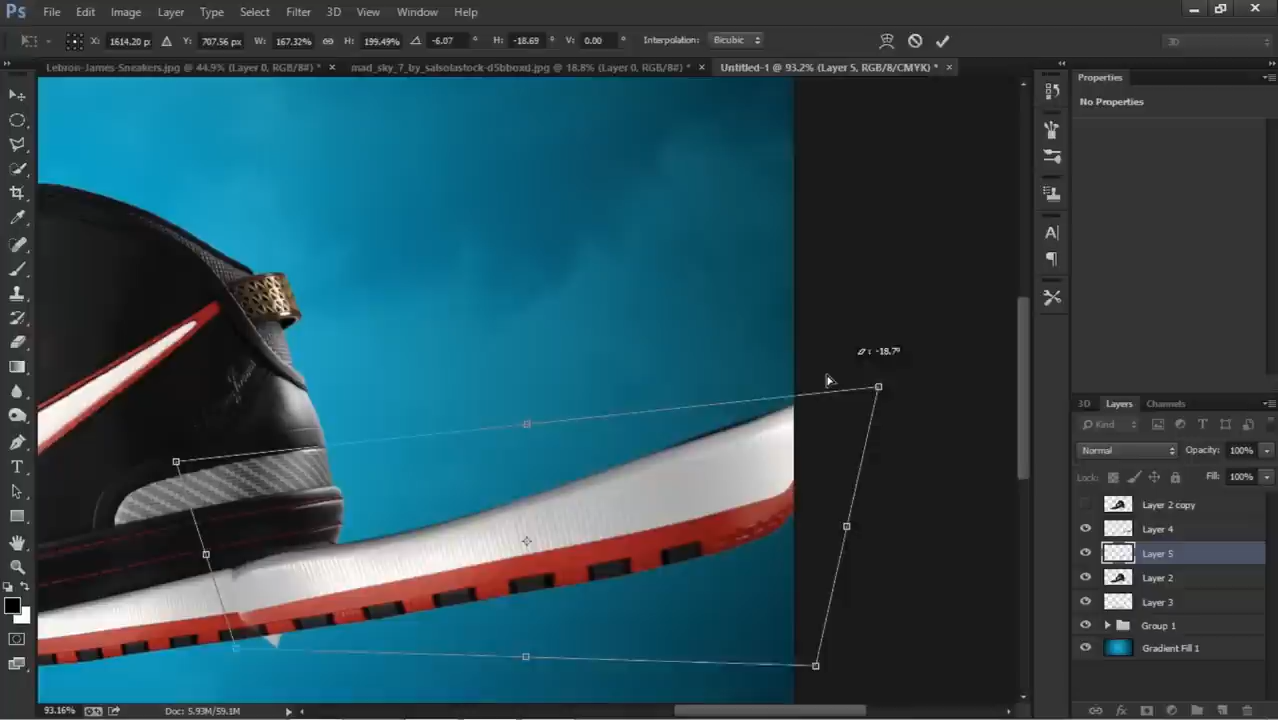 Ps File Edit Image Layer Type Select Filter 3D View Window Help
X: 1614.20 px Y: 707.56 px W: 167.32% H: 199.49% -6.07 ° H: -18.69 ° V: 0.00 ° Interpolation: Bicubic 3D
Lebron-James-Sneakers.jpg @ 44.9% (Layer 0, RGB/8#) * × mad_sky_7_by_salsolastock-d5bboxd.jpg @ 18.8% (Layer 0, RGB/8#) * × Untitled-1 @ 93.2% (Layer 5, RGB/8/CMYK) * ×
Properties
No Properties
: -18.7°
3D Layers Channels
Kind
Normal Opacity: 100%
Lock: Fill: 100%
Layer 2 copy
Layer 4
Layer 5
Layer 2
Layer 3
Group 1
Gradient Fill 1
93.16% Doc: 5.93M/59.1M